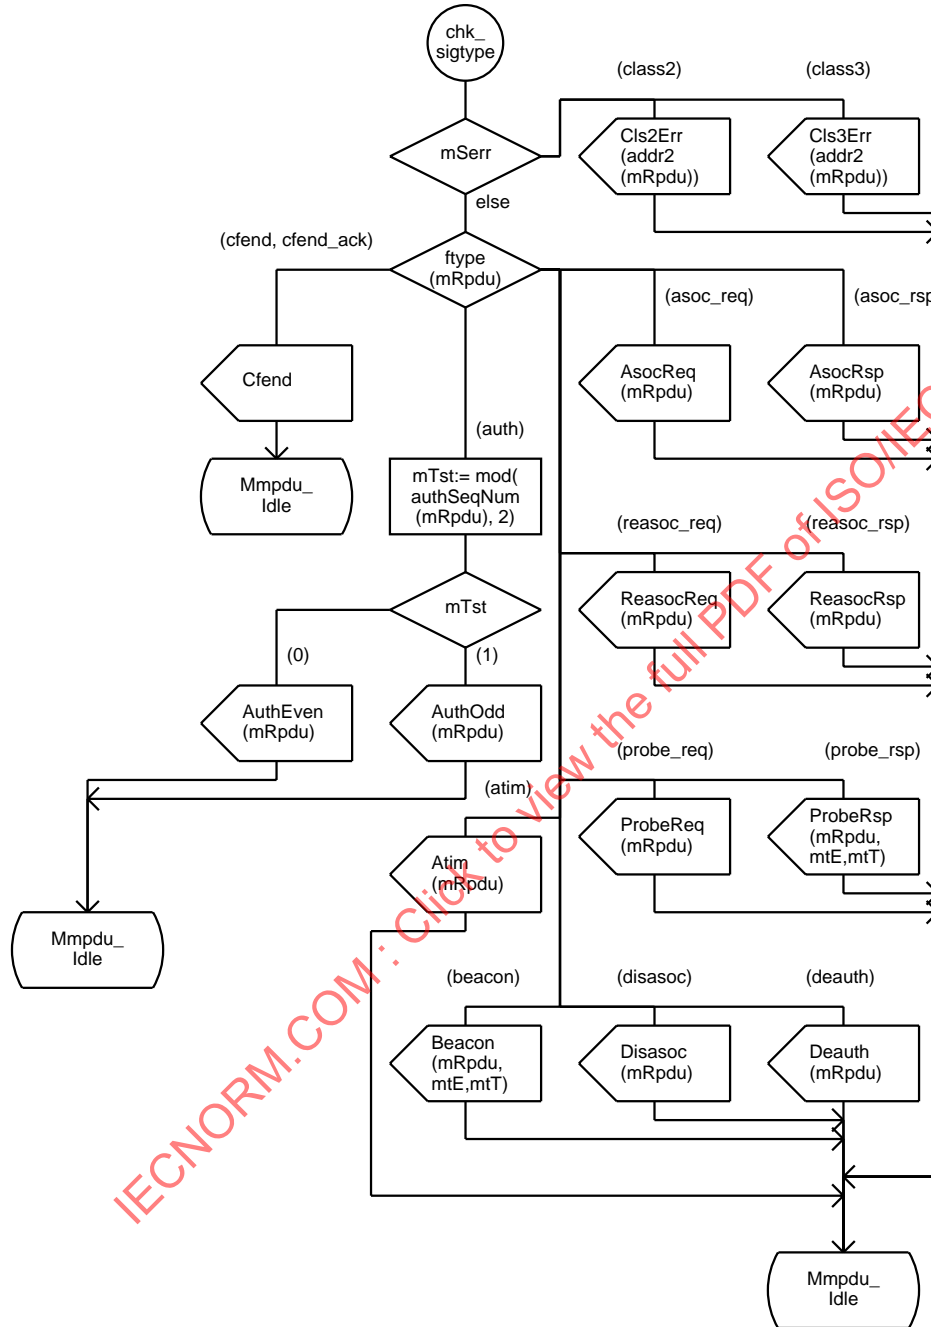 chk_
sigtype
(class2)
(class3)
mSerr
Cls2Err
(addr2
(mRpdu))
Cls3Err
(addr2
(mRpdu))
else
(cfend, cfend_ack)
ftype
(mRpdu)
(asoc_req)
(asoc_rsp
Cfend
AsocReq
(mRpdu)
AsocRsp
(mRpdu)
(auth)
Mmpdu_
Idle
mTst:= mod(
authSeqNum
(mRpdu), 2)
(reasoc_req)
(reasoc_rsp)
mTst
ReasocReq
(mRpdu)
ReasocRsp
(mRpdu)
(0)
(1)
AuthEven
(mRpdu)
AuthOdd
(mRpdu)
(probe_req)
(probe_rsp)
(atim)
ProbeReq
(mRpdu)
ProbeRsp
(mRpdu,
mtE,mtT)
Atim
(mRpdu)
Mmpdu_
Idle
(beacon)
(disasoc)
(deauth)
Beacon
(mRpdu,
mtE,mtT)
Disasoc
(mRpdu)
Deauth
(mRpdu)
Mmpdu_
Idle
IECNORM.COM : Click to view the full PDF of ISO/IEC